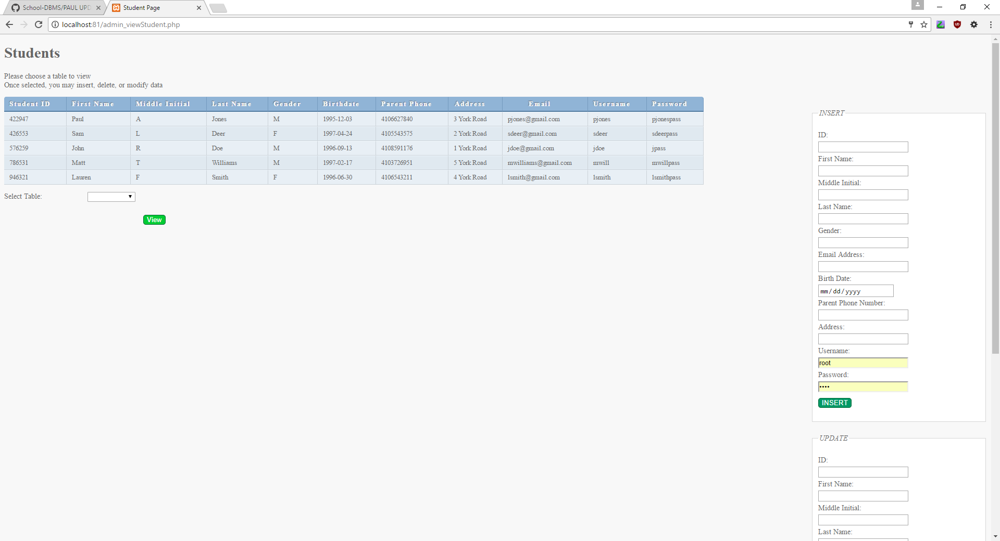 School-DBMS/PAUL UPD
Student Page
localhost:81/admin_viewStudent.php
Students
Please choose a table to view
Once selected, you may insert, delete, or modify data
Student ID First Name Middle Initial Last Name Gender Birthdate Parent Phone Address Email Username Password
422947 Paul A Jones M 1995-12-03 4106627840 3 York Road pjones@gmail.com pjones pjonespass
426553 Sam L Deer F 1997-04-24 4105543575 2 York Road sdeer@gmail.com sdeer sdeerpass
576259 John R Doe M 1996-09-13 4108591176 1 York Road jdoe@gmail.com jdoe jpass
786531 Matt T Williams M 1997-02-17 4103726951 5 York Road mwilliams@gmail.com mwill mwillpass
946321 Lauren F Smith F 1996-06-30 4106543211 4 York Road lsmith@gmail.com lsmith lsmithpass
Select Table:
View
INSERT
ID:
First Name:
Middle Initial:
Last Name:
Gender:
Email Address:
Birth Date:
mm/dd/yyyy
Parent Phone Number:
Address:
Username:
root
Password:
••••
INSERT
UPDATE
ID:
First Name:
Middle Initial:
Last Name: